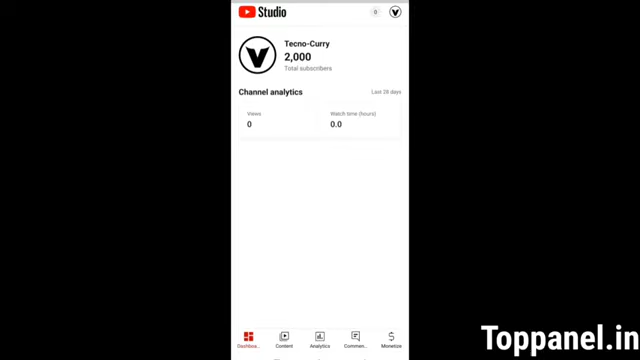 Studio
0
Tecno-Curry
2,000
Total subscribers
Channel analytics
Last 28 days
Views
Watch time (hours)
0
0.0
Dashboa...
Content
Analytics
Commen...
Monetize
Toppanel.in